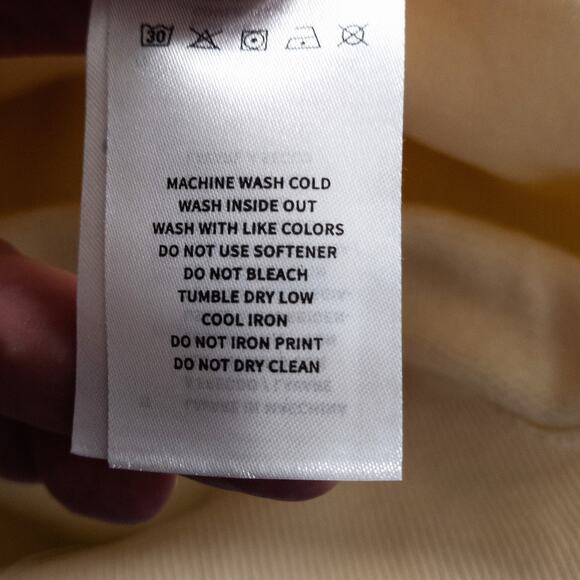 30
MACHINE WASH COLD
WASH INSIDE OUT
WASH WITH LIKE COLORS
DO NOT USE SOFTENER
DO NOT BLEACH
TUMBLE DRY LOW
COOL IRON
DO NOT IRON PRINT
DO NOT DRY CLEAN